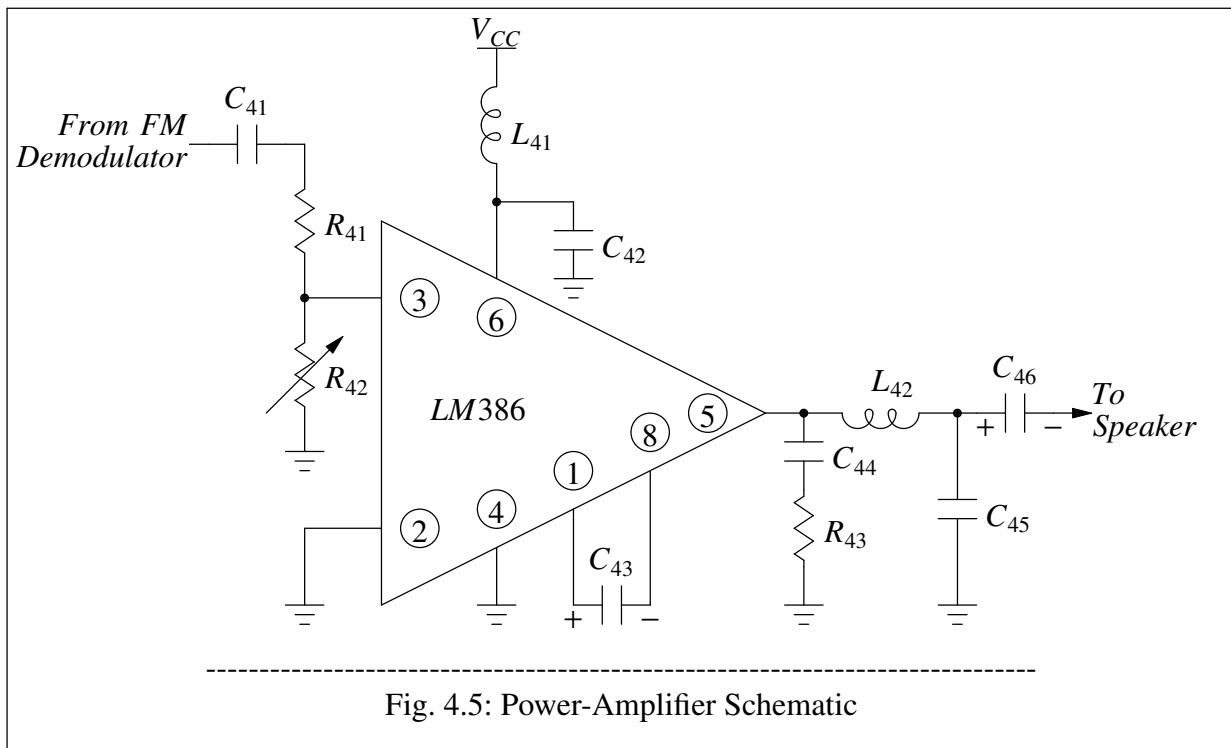 V_CC
C_41
From FM
Demodulator
L_41
R_41
C_42
3
6
R_42
LM386
L_42
C_46
To
Speaker
5
+
−
8
C_44
1
C_45
4
2
R_43
C_43
+
−
Fig. 4.5: Power-Amplifier Schematic